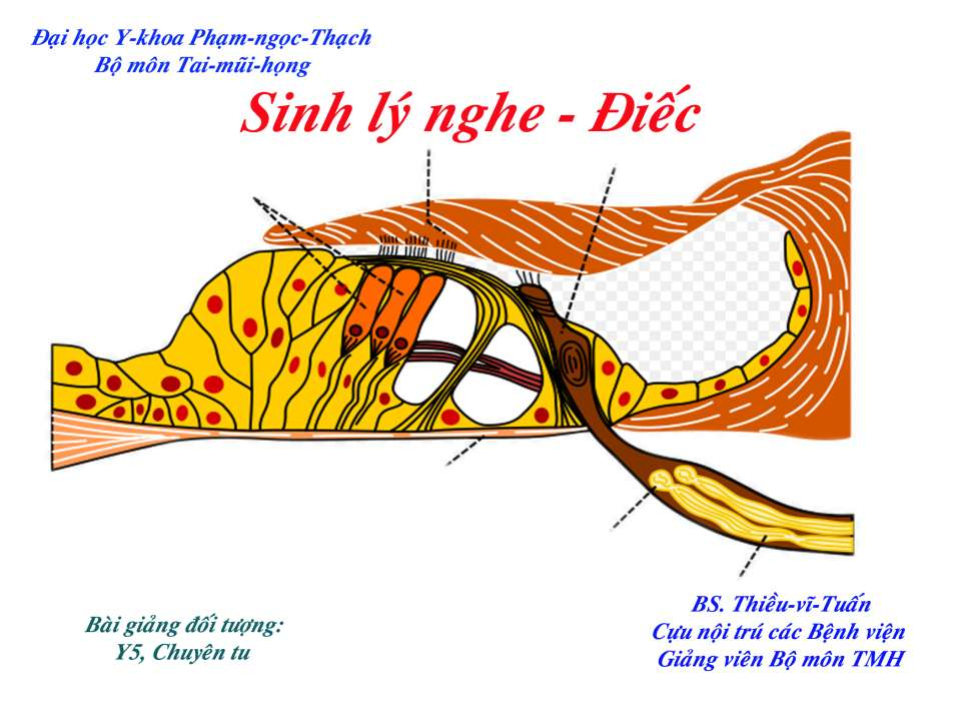 Đại học Y-khoa Phạm-ngọc-Thạch
Bộ môn Tai-mũi-họng
Sinh lý nghe - Điếc
Bài giảng đối tượng:
Y5, Chuyên tu
BS. Thiều-vĩ-Tuấn
Cựu nội trú các Bệnh viện
Giảng viên Bộ môn TMH